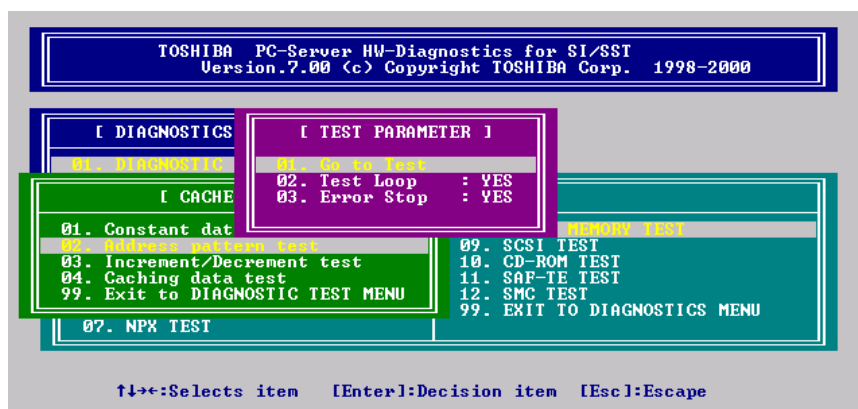 TOSHIBA PC-Server HW-Diagnostics for SI/SST
Version.7.00 (c) Copyright TOSHIBA Corp. 1998-2000
[ DIAGNOSTICS
01. DIAGNOSTIC
[ TEST PARAMETER ]
01. Go to Test
02. Test Loop : YES
03. Error Stop : YES
[ CACHE
01. Constant dat
02. Address pattern test
03. Increment/Decrement test
04. Caching data test
99. Exit to DIAGNOSTIC TEST MENU
07. NPX TEST
MEMORY TEST
09. SCSI TEST
10. CD-ROM TEST
11. SAF-TE TEST
12. SMC TEST
99. EXIT TO DIAGNOSTICS MENU
↑↓→←:Selects item [Enter]:Decision item [Esc]:Escape